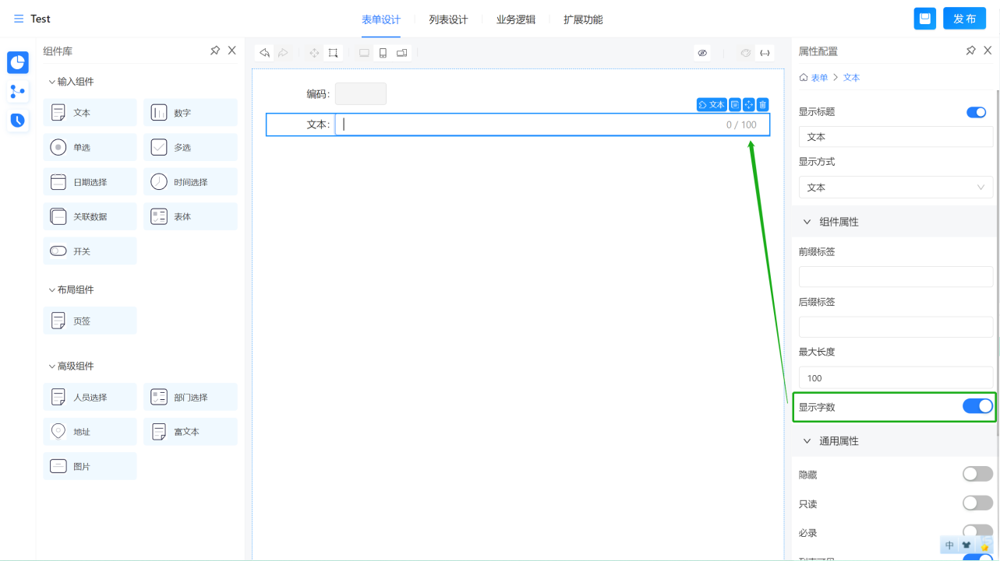 Test
表单设计
列表设计
业务逻辑
扩展功能
发布
组件库
输入组件
文本
数字
单选
多选
日期选择
时间选择
关联数据
表体
开关
布局组件
页签
高级组件
人员选择
部门选择
地址
富文本
图片
编码:
文本
文本:
0 / 100
属性配置
表单 > 文本
显示标题
文本
显示方式
文本
组件属性
前缀标签
后缀标签
最大长度
100
显示字数
通用属性
隐藏
只读
必录
中